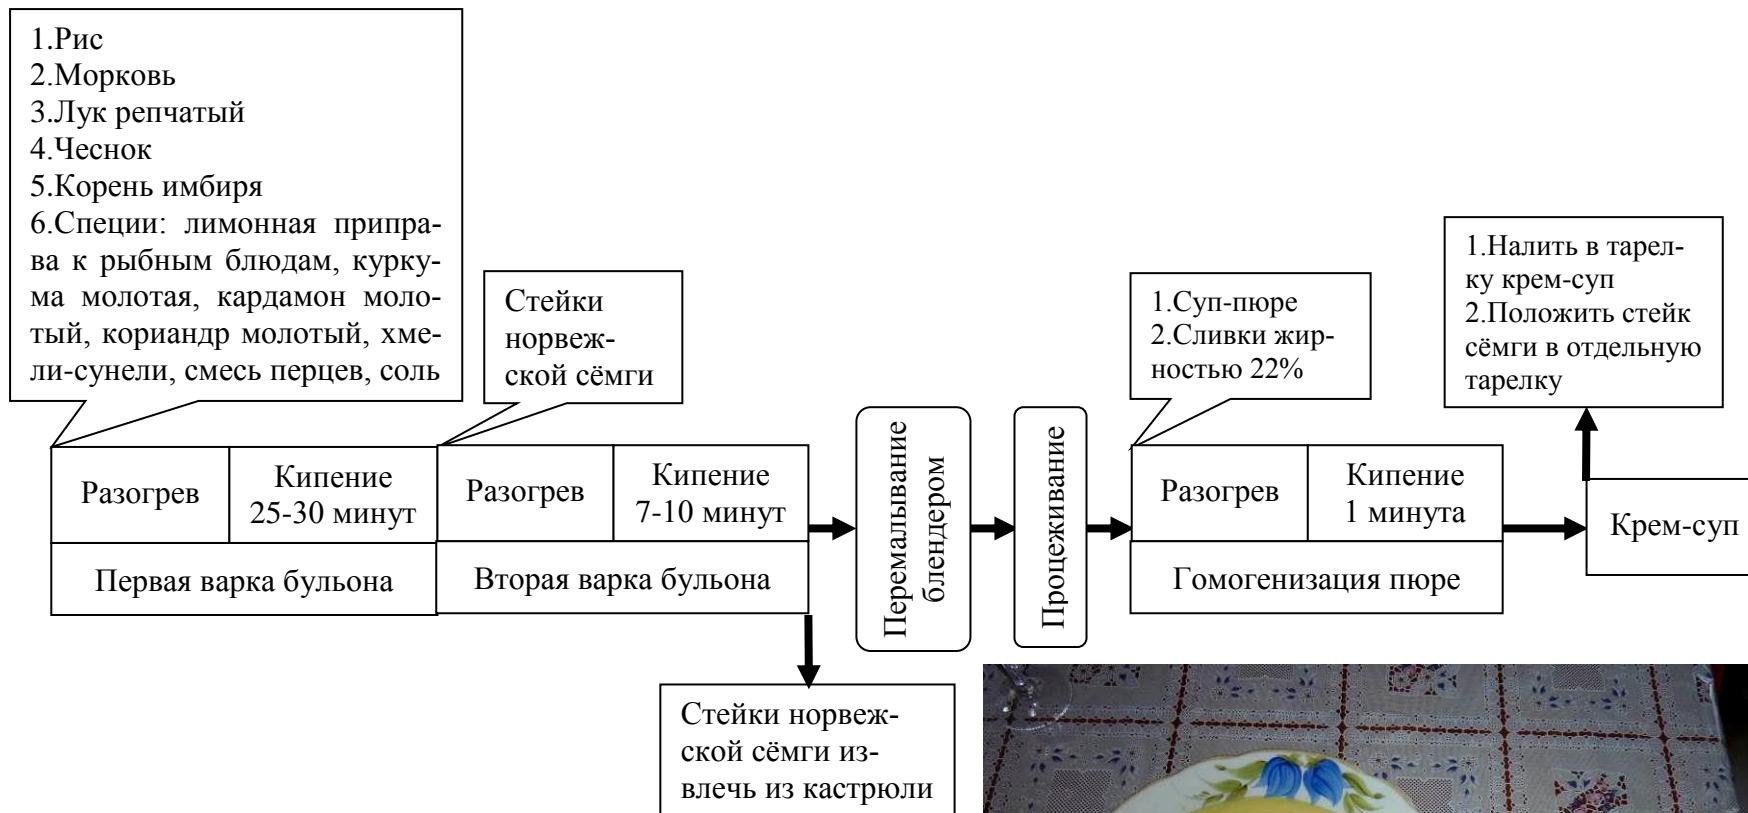 1.Рис
2.Морковь
3.Лук репчатый
4.Чеснок
5.Корень имбиря
6.Специи: лимонная припра-
ва к рыбным блюдам, курку-
ма молотая, кардамон моло-
тый, кориандр молотый, хме-
ли-сунели, смесь перцев, соль
Стейки
норвеж-
ской сёмги
1.Суп-пюре
2.Сливки жир-
ностью 22%
1.Налить в тарел-
ку крем-суп
2.Положить стейк
сёмги в отдельную
тарелку
Разогрев
Кипение
25-30 минут
Разогрев
Кипение
7-10 минут
Перемалывание
блендером
Процеживание
Разогрев
Кипение
1 минута
Крем-суп
Первая варка бульона
Вторая варка бульона
Гомогенизация пюре
Стейки норвеж-
ской сёмги из-
влечь из кастрюли